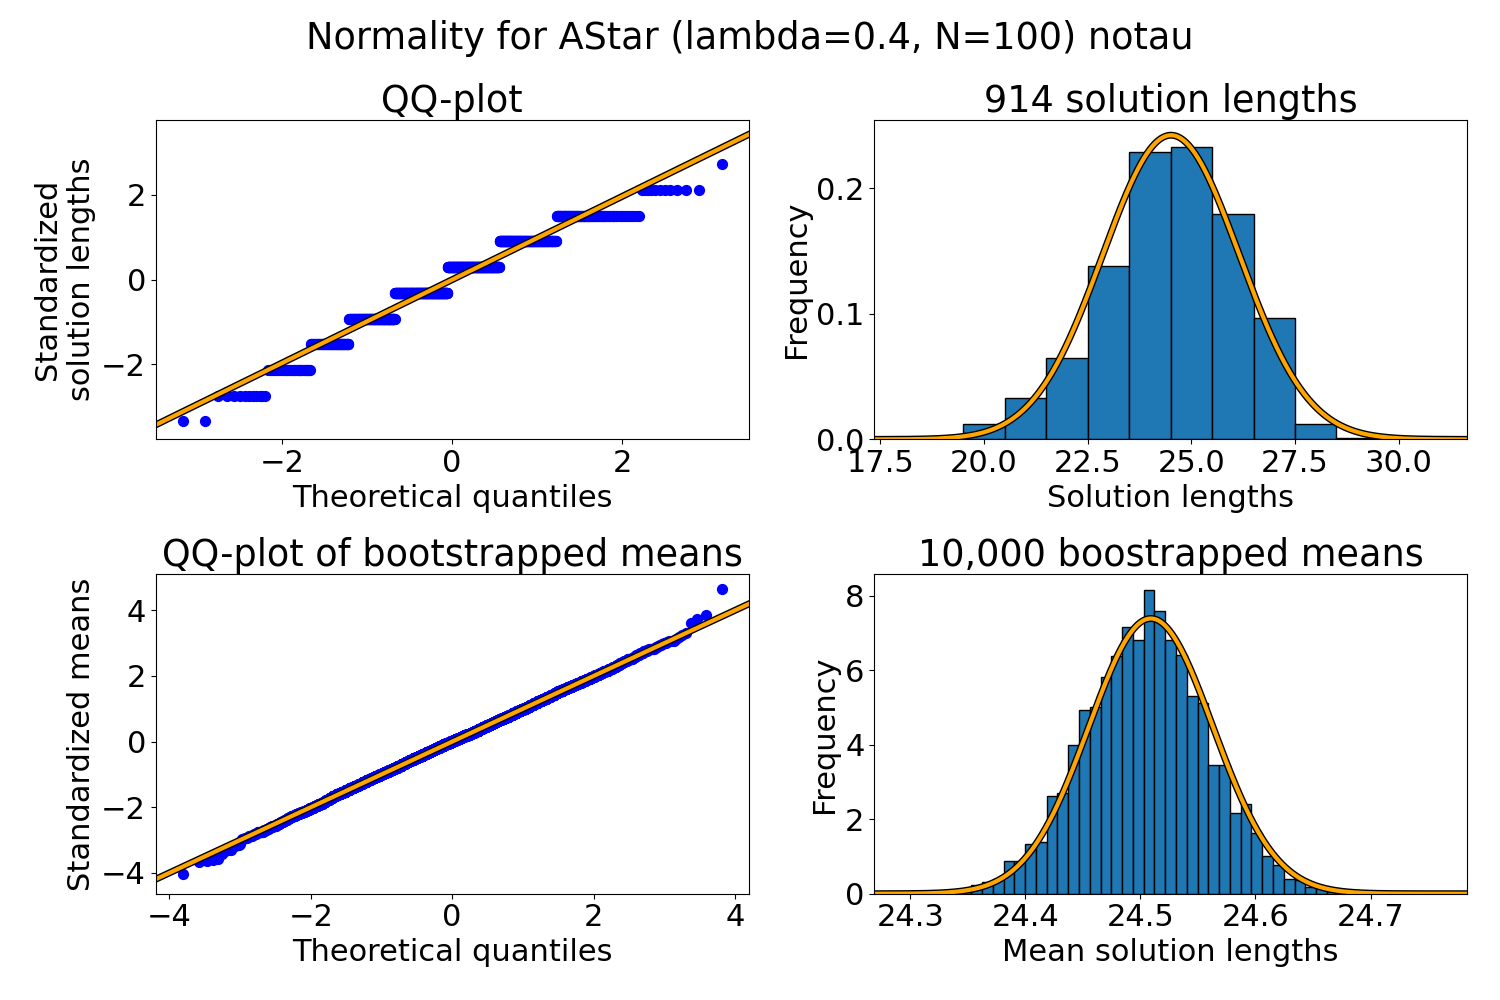 Normality for AStar (lambda=0.4, N=100) notau
QQ-plot
Standardized
solution lengths
2
0
−2
−2
0
2
Theoretical quantiles
914 solution lengths
Frequency
0.2
0.1
0.0
17.5
20.0
22.5
25.0
27.5
30.0
Solution lengths
QQ-plot of bootstrapped means
Standardized means
4
2
0
−2
−4
−4
−2
0
2
4
Theoretical quantiles
10,000 boostrapped means
Frequency
8
6
4
2
0
24.3
24.4
24.5
24.6
24.7
Mean solution lengths